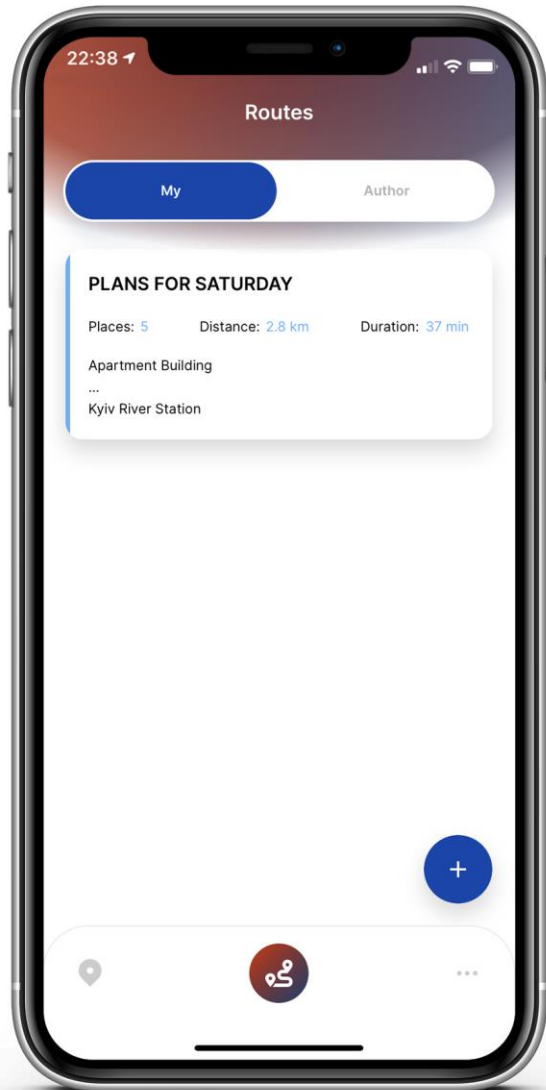 22:38
Routes
My Author
PLANS FOR SATURDAY
Places: 5 Distance: 2.8 km Duration: 37 min
Apartment Building
...
Kyiv River Station
+